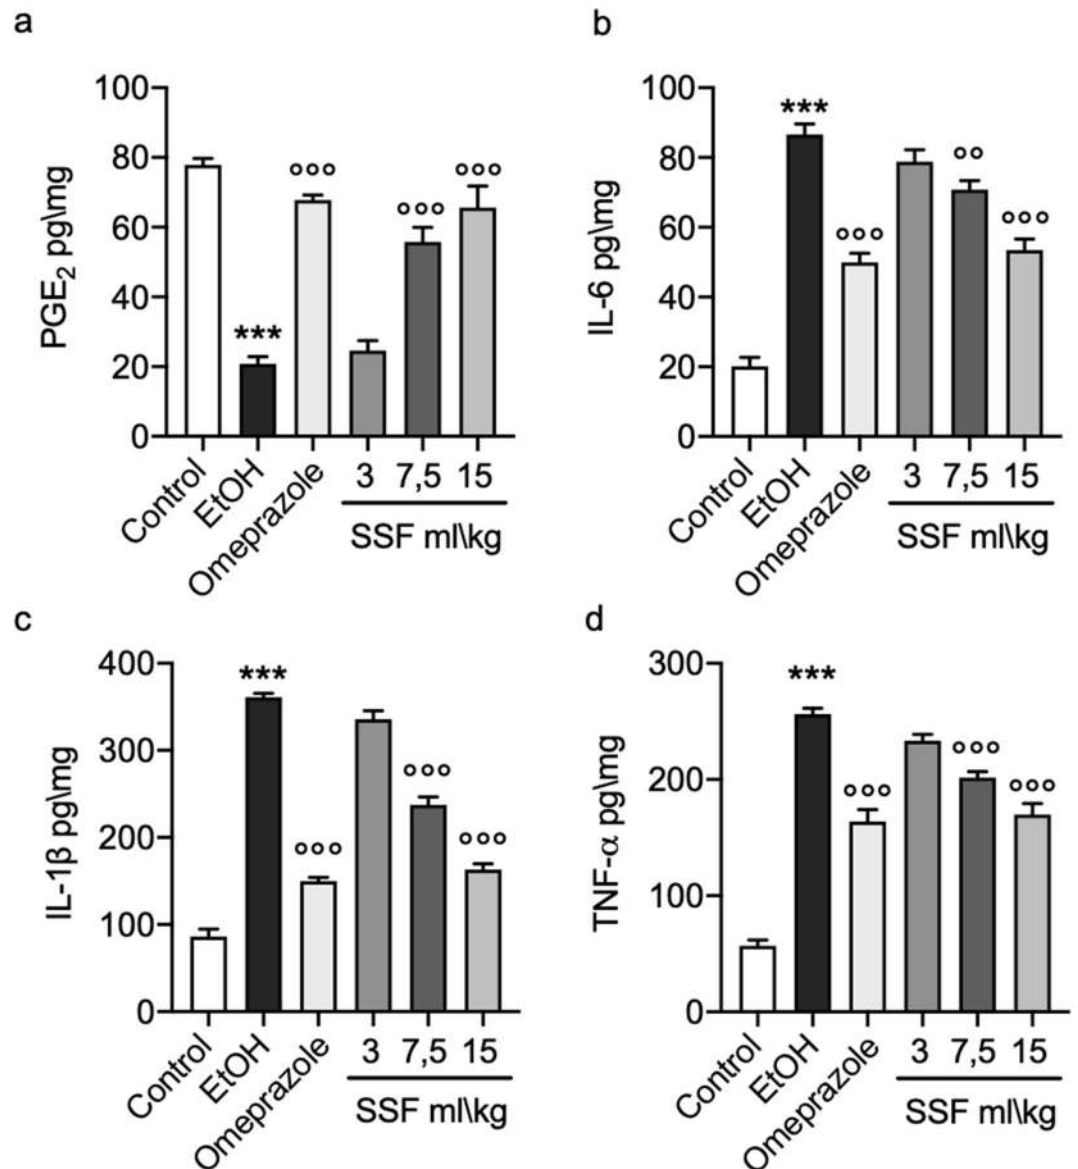 a
PGE2 pg\mg
100
80
60
40
20
0
***
°°°
°°°
°°°
Control
EtOH
Omeprazole
3 7,5 15
SSF ml\kg
b
IL-6 pg\mg
100
80
60
40
20
0
***
°°°
°°
°°°
Control
EtOH
Omeprazole
3 7,5 15
SSF ml\kg
c
IL-1β pg\mg
400
300
200
100
0
***
°°°
°°°
°°°
Control
EtOH
Omeprazole
3 7,5 15
SSF ml\kg
d
TNF-α pg\mg
300
200
100
0
***
°°°
°°°
°°°
Control
EtOH
Omeprazole
3 7,5 15
SSF ml\kg